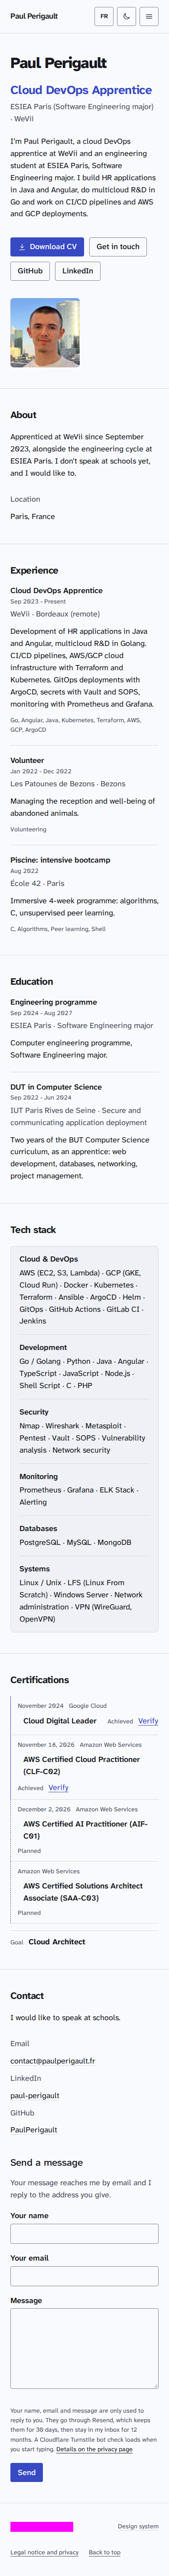 Paul Perigault
FR
Paul Perigault
Cloud DevOps Apprentice
ESIEA Paris (Software Engineering major)
· WeVii
I'm Paul Perigault, a cloud DevOps
apprentice at WeVii and an engineering
student at ESIEA Paris, Software
Engineering major. I build HR applications
in Java and Angular, do multicloud R&D in
Go and work on CI/CD pipelines and AWS
and GCP deployments.
Download CV
Get in touch
GitHub
LinkedIn
About
Apprenticed at WeVii since September
2023, alongside the engineering cycle at
ESIEA Paris. I don't speak at schools yet,
and I would like to.
Location
Paris, France
Experience
Cloud DevOps Apprentice
Sep 2023 - Present
WeVii · Bordeaux (remote)
Development of HR applications in Java
and Angular, multicloud R&D in Golang.
CI/CD pipelines, AWS/GCP cloud
infrastructure with Terraform and
Kubernetes. GitOps deployments with
ArgoCD, secrets with Vault and SOPS,
monitoring with Prometheus and Grafana.
Go, Angular, Java, Kubernetes, Terraform, AWS,
GCP, ArgoCD
Volunteer
Jan 2022 - Dec 2022
Les Patounes de Bezons · Bezons
Managing the reception and well-being of
abandoned animals.
Volunteering
Piscine: intensive bootcamp
Aug 2022
École 42 · Paris
Immersive 4-week programme: algorithms,
C, unsupervised peer learning.
C, Algorithms, Peer learning, Shell
Education
Engineering programme
Sep 2024 - Aug 2027
ESIEA Paris · Software Engineering major
Computer engineering programme,
Software Engineering major.
DUT in Computer Science
Sep 2022 - Jun 2024
IUT Paris Rives de Seine · Secure and
communicating application deployment
Two years of the BUT Computer Science
curriculum, as an apprentice: web
development, databases, networking,
project management.
Tech stack
Cloud & DevOps
AWS (EC2, S3, Lambda) · GCP (GKE,
Cloud Run) · Docker · Kubernetes ·
Terraform · Ansible · ArgoCD · Helm ·
GitOps · GitHub Actions · GitLab CI ·
Jenkins
Development
Go / Golang · Python · Java · Angular ·
TypeScript · JavaScript · Node.js ·
Shell Script · C · PHP
Security
Nmap · Wireshark · Metasploit ·
Pentest · Vault · SOPS · Vulnerability
analysis · Network security
Monitoring
Prometheus · Grafana · ELK Stack ·
Alerting
Databases
PostgreSQL · MySQL · MongoDB
Systems
Linux / Unix · LFS (Linux From
Scratch) · Windows Server · Network
administration · VPN (WireGuard,
OpenVPN)
Certifications
November 2024 Google Cloud
Cloud Digital Leader Achieved Verify
November 16, 2026 Amazon Web Services
AWS Certified Cloud Practitioner
(CLF-C02)
Achieved Verify
December 2, 2026 Amazon Web Services
AWS Certified AI Practitioner (AIF-
C01)
Planned
Amazon Web Services
AWS Certified Solutions Architect
Associate (SAA-C03)
Planned
Goal Cloud Architect
Contact
I would like to speak at schools.
Email
contact@paulperigault.fr
LinkedIn
paul-perigault
GitHub
PaulPerigault
Send a message
Your message reaches me by email and I
reply to the address you give.
Your name
Your email
Message
Your name, email and message are only used to
reply to you. They go through Resend, which keeps
them for 30 days, then stay in my inbox for 12
months. A Cloudflare Turnstile bot check loads when
you start typing. Details on the privacy page
Send
Design system
Legal notice and privacy
Back to top